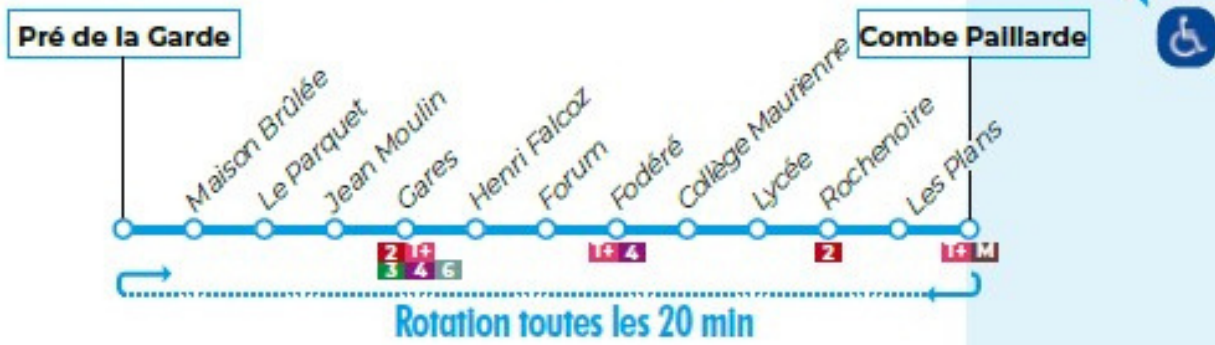 Pré de la Garde
Combe Paillarde
Maison Brûlée
Le Parquet
Jean Moulin
Gares
Henri Falcoz
Forum
Fodéré
Collège Maurienne
Lycée
Rochenoire
Les Plans
2 T+
3 4 6
T+ 4
2
T+ M
Rotation toutes les 20 min